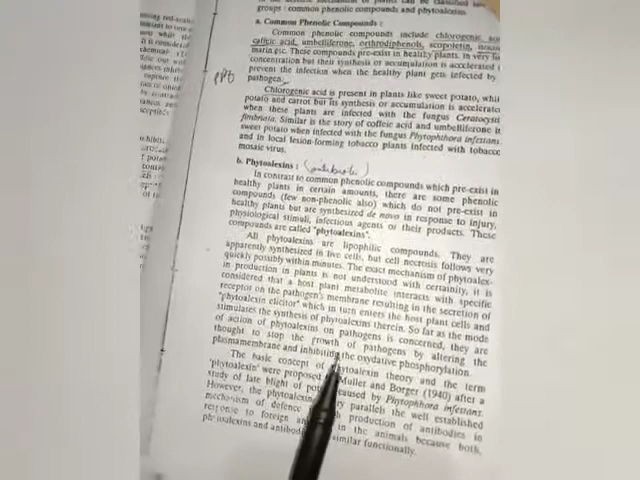 groups : common phenolic compounds and phytoalexins.
a. Common Phenolic Compounds :
Common phenolic compounds include chlorogenic
caffeic acid, umbelliferone, orthodiphenols, scopoletin,
marin etc. These compounds pre-exist in healthy plants, in very
concentration but their synthesis or accumulation is accelerated
prevent the infection when the healthy plant gets infected by
pathogen.
Chlorogenic acid is present in plants like sweet potato,
potato and carrot but its synthesis or accumulation is
when these plants are infected with the fungus Ceratocystis
fimbriata. Similar is the story of coffeic acid and umbelliferone
sweet potato when infected with the fungus Phytophthora infestans
and in local lesion-forming tobacco plants infected with tobacco
mosaic virus.
b. Phytoalexins :
In contrast to common phenolic compounds which pre-exist in
healthy plants in certain amounts, there are some phenolic
compounds (few non-phenolic also) which do not pre-exist in
healthy plants but are synthesized de novo in response to injury,
physiological stimuli, infectious agents or their products. These
compounds are called "phytoalexins".
All phytoalexins are lipophilic compounds. They are
apparently synthesized in live cells, but cell necrosis follows very
quickly possibly within minutes. The exact mechanism of phytoalex-
in production in plants is not understood with certainity, it is
considered that a host plant metabolite interacts with specific
receptor on the pathogen's membrane resulting in the secretion of
"phytoalexin elicitor" which in turn enters the host plant cells and
stimulates the synthesis of phytoalexins therein. So far as the mode
of action of phytoalexins on pathogens is concerned, they are
thought to stop the growth of pathogens by altering the
plasmamembrane and inhibiting the oxydative phosphorylation.
The basic concept of phytoalexin theory and the term
'phytoalexin" were proposed Muller and Borger (1940) after a
study of late blight of caused by Phytophthora infestans.
However, the phytoalexin parallels the well established
mechanism of defence production of antibodies in
response to foreign in the animals because both,
phytoalexins and similar functionally.